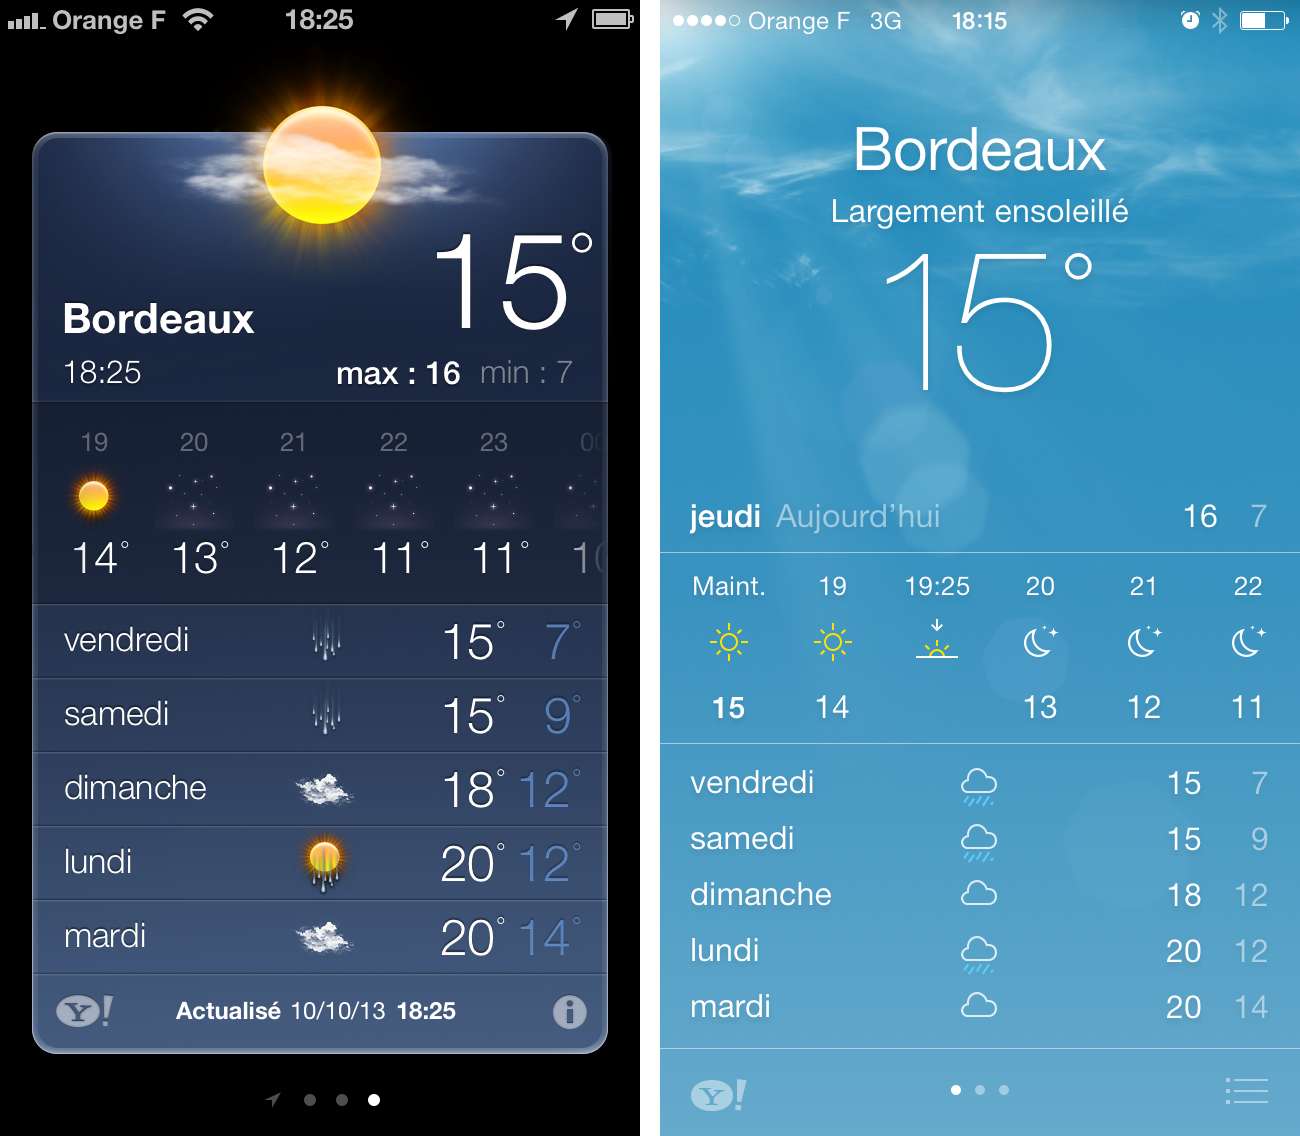 Orange F 18:25
15°
Bordeaux
18:25 max : 16 min : 7
19 20 21 22 23
14° 13° 12° 11° 11°
vendredi 15° 7°
samedi 15° 9°
dimanche 18° 12°
lundi 20° 12°
mardi 20° 14°
Y! Actualisé 10/10/13 18:25 i
Orange F 3G 18:15
Bordeaux
Largement ensoleillé
15°
jeudi Aujourd'hui 16 7
Maint. 19 19:25 20 21 22
15 14 13 12 11
vendredi 15 7
samedi 15 9
dimanche 18 12
lundi 20 12
mardi 20 14
Y!